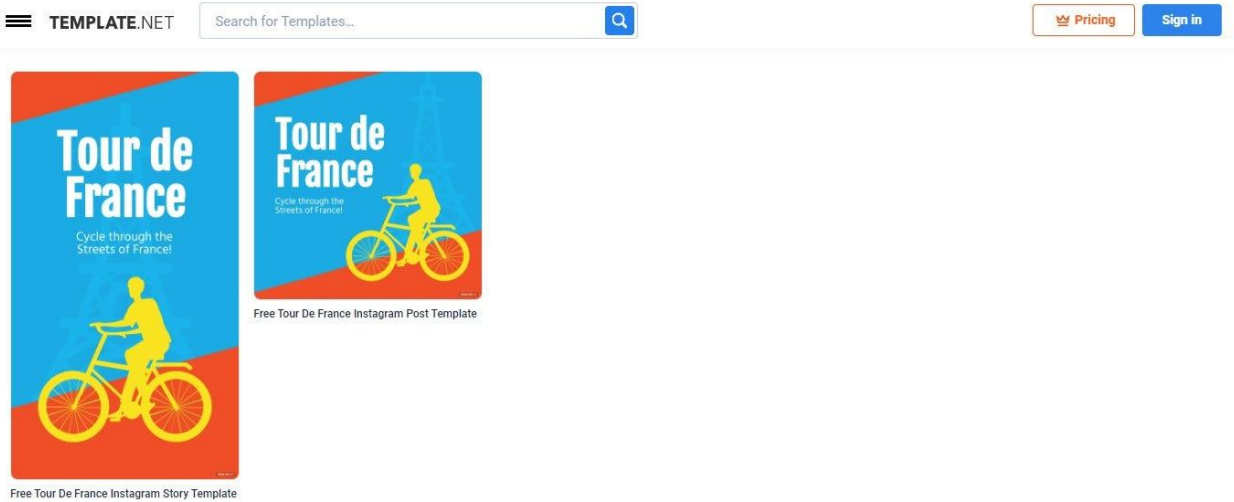 TEMPLATE.NET
Search for Templates...
Pricing
Sign in
Tour de
France
Cycle through the
Streets of France!
Free Tour De France Instagram Story Template
Tour de
France
Cycle through the
Streets of France!
Free Tour De France Instagram Post Template